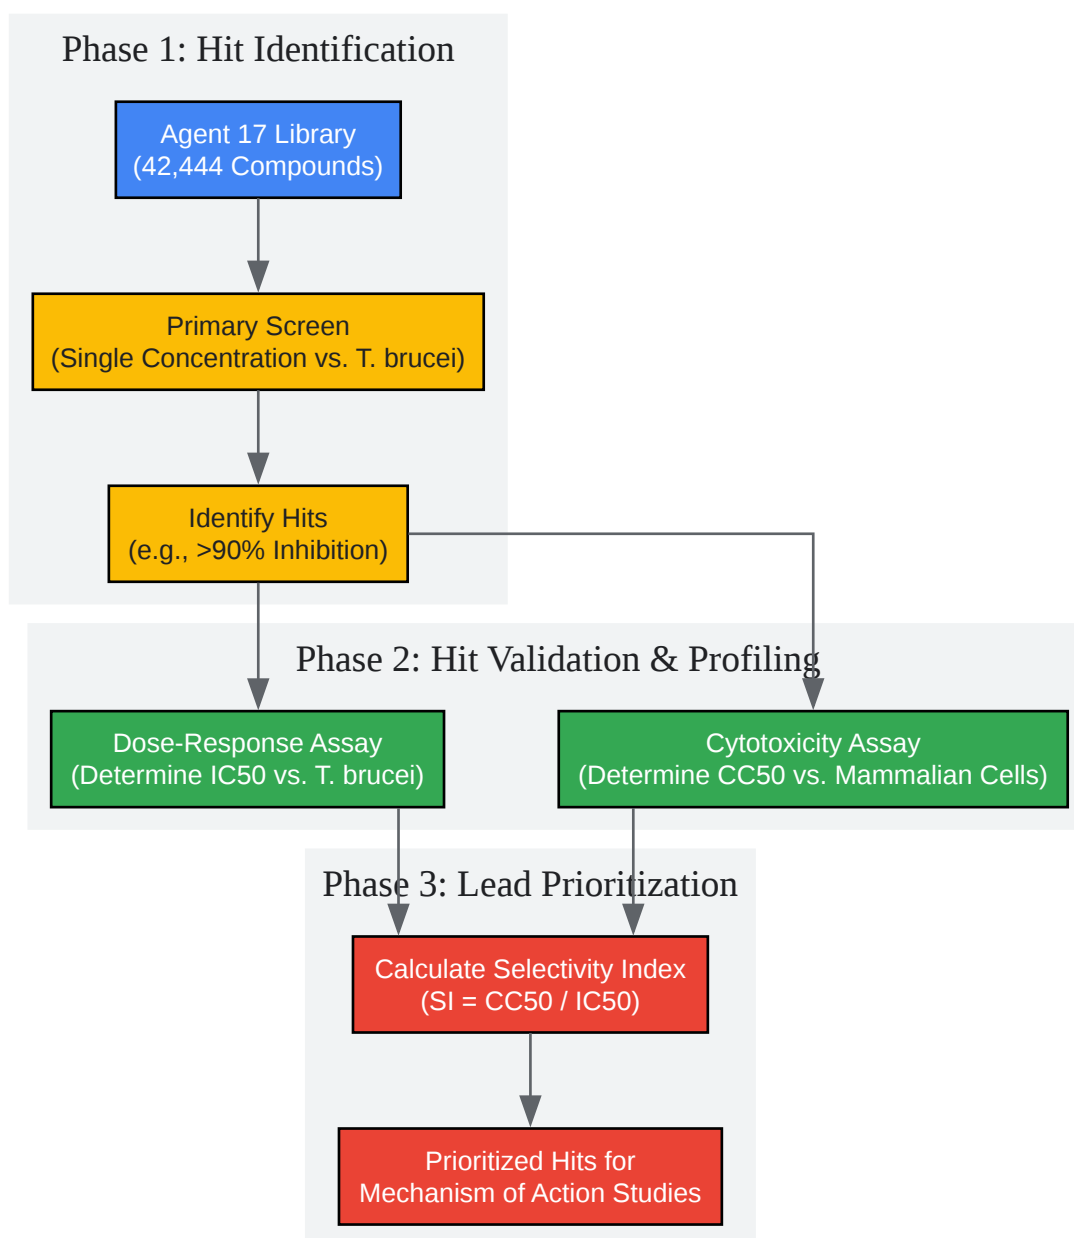 Phase 1: Hit Identification
Agent 17 Library
(42,444 Compounds)
Primary Screen
(Single Concentration vs. T. brucei)
Identify Hits
(e.g., >90% Inhibition)
Phase 2: Hit Validation & Profiling
Dose-Response Assay
(Determine IC50 vs. T. brucei)
Cytotoxicity Assay
(Determine CC50 vs. Mammalian Cells)
Phase 3: Lead Prioritization
Calculate Selectivity Index
(SI = CC50 / IC50)
Prioritized Hits for
Mechanism of Action Studies